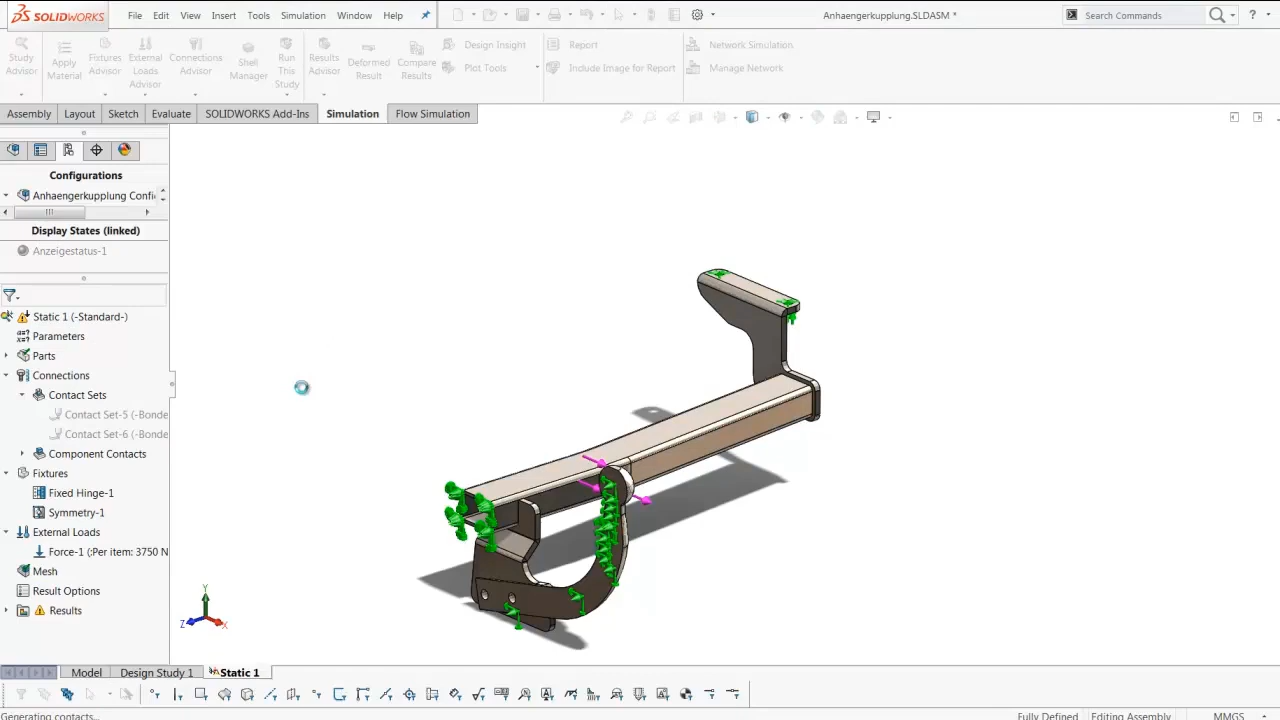 SOLIDWORKS File Edit View Insert Tools Simulation Window Help Anhaengerkupplung.SLDASM * Search Commands ?
Study Advisor
Apply Material
Fixtures Advisor
External Loads Advisor
Connections Advisor
Shell Manager
Run This Study
Results Advisor
Deformed Result
Compare Results
Design Insight
Plot Tools
Report
Include Image for Report
Network Simulation
Manage Network
Assembly Layout Sketch Evaluate SOLIDWORKS Add-Ins Simulation Flow Simulation
Configurations
Anhaengerkupplung Confi
Display States (linked)
Anzeigestatus-1
Static 1 (-Standard-)
Parameters
Parts
Connections
Contact Sets
Contact Set-5 (-Bonde
Contact Set-6 (-Bonde
Component Contacts
Fixtures
Fixed Hinge-1
Symmetry-1
External Loads
Force-1 (:Per item: 3750 N
Mesh
Result Options
Results
Y
Z X
Model Design Study 1 Static 1
Generating contacts... Fully Defined Editing Assembly MMGS